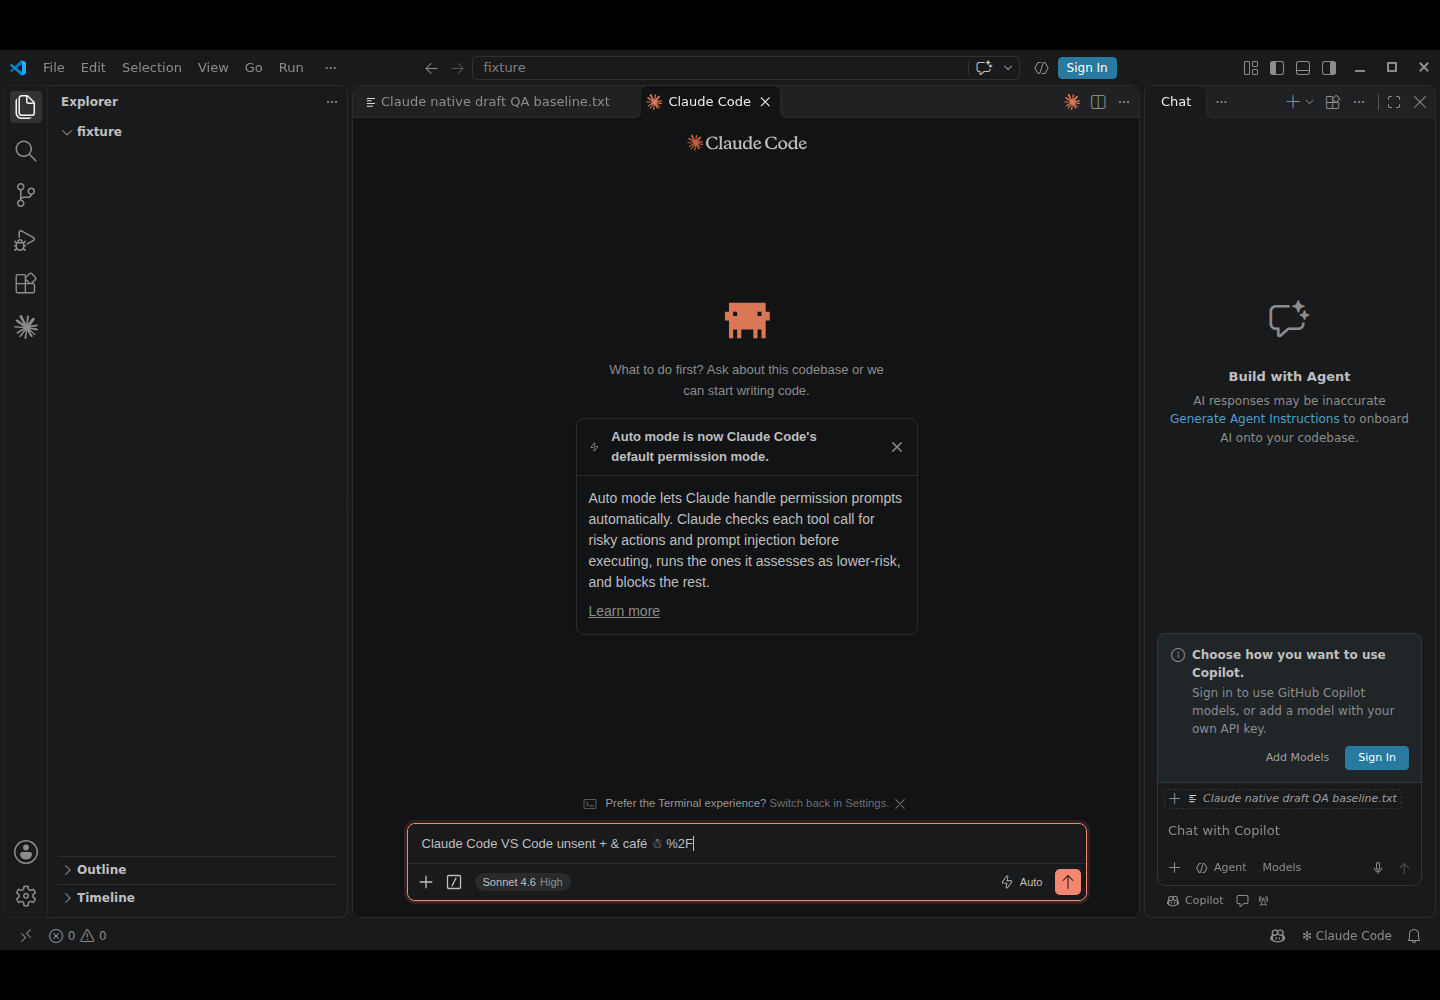 File Edit Selection View Go Run ···
fixture
Sign In
Explorer
fixture
Outline
Timeline
Claude native draft QA baseline.txt
Claude Code
Claude Code
What to do first? Ask about this codebase or we
can start writing code.
Auto mode is now Claude Code's
default permission mode.
Auto mode lets Claude handle permission prompts
automatically. Claude checks each tool call for
risky actions and prompt injection before
executing, runs the ones it assesses as lower-risk,
and blocks the rest.
Learn more
Prefer the Terminal experience? Switch back in Settings.
Claude Code VS Code unsent + & café ☃ %2F
Sonnet 4.6 High
Auto
Chat
Build with Agent
AI responses may be inaccurate
Generate Agent Instructions to onboard
AI onto your codebase.
Choose how you want to use
Copilot.
Sign in to use GitHub Copilot
models, or add a model with your
own API key.
Add Models Sign In
Claude native draft QA baseline.txt
Chat with Copilot
Agent Models
Copilot
0 0
Claude Code